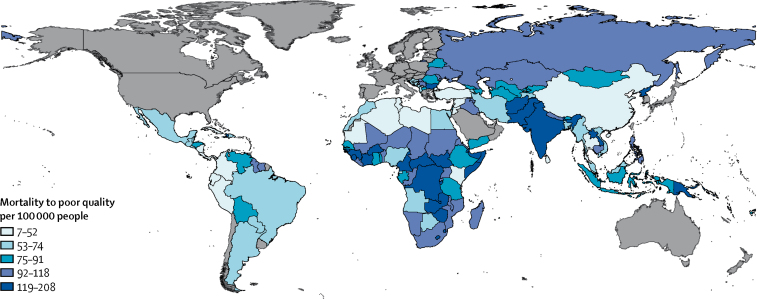 Mortality to poor quality
per 100 000 people
7–52
53–74
75–91
92–118
119–208